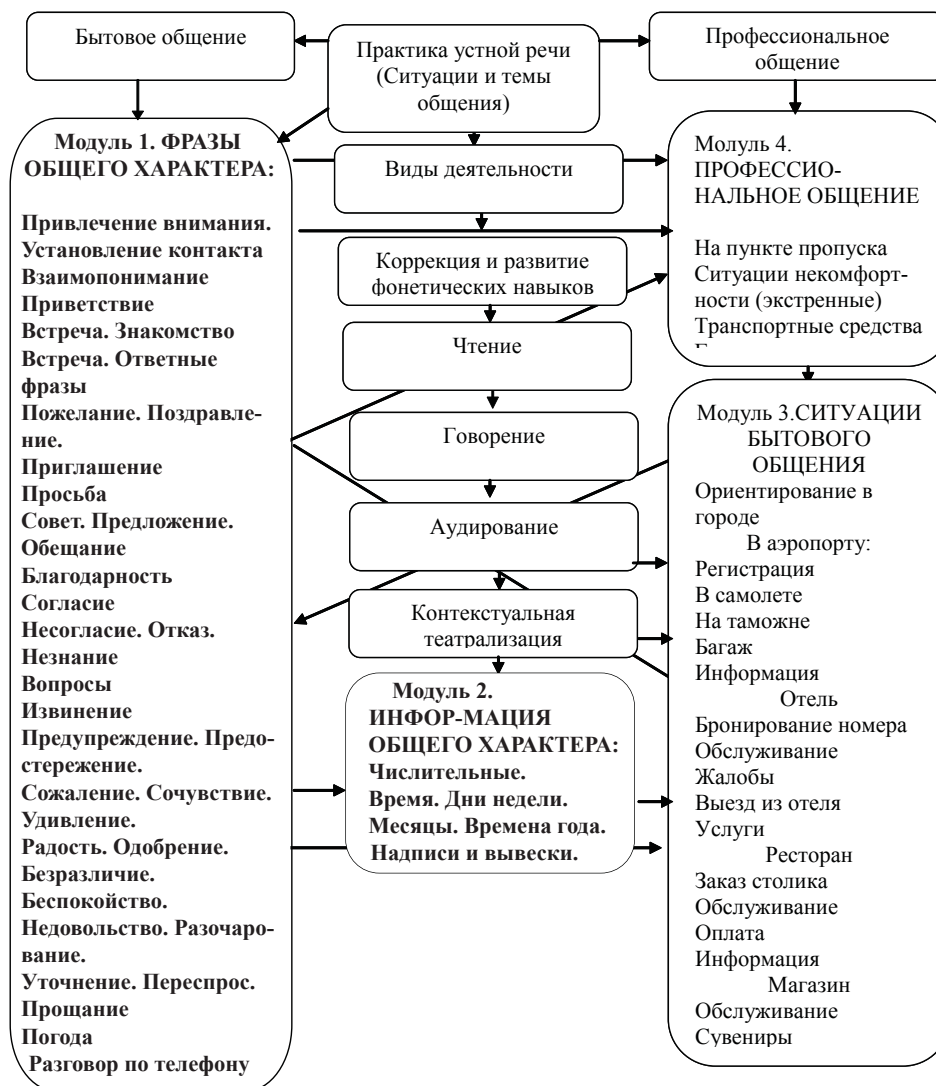 Бытовое общение
Практика устной речи
(Ситуации и темы
общения)
Профессиональное
общение
Модуль 1. ФРАЗЫ
ОБЩЕГО ХАРАКТЕРА:
Привлечение внимания.
Установление контакта
Взаимопонимание
Приветствие
Встреча. Знакомство
Встреча. Ответные
фразы
Пожелание. Поздравле-
ние.
Приглашение
Просьба
Совет. Предложение.
Обещание
Благодарность
Согласие
Несогласие. Отказ.
Незнание
Вопросы
Извинение
Предупреждение. Предо-
стережение.
Сожаление. Сочувствие.
Удивление.
Радость. Одобрение.
Безразличие.
Беспокойство.
Недовольство. Разочаро-
вание.
Уточнение. Переспрос.
Прощание
Погода
Разговор по телефону
Виды деятельности
Коррекция и развитие
фонетических навыков
Чтение
Говорение
Аудирование
Контекстуальная
театрализация
Модуль 2.
ИНФОР-МАЦИЯ
ОБЩЕГО ХАРАКТЕРА:
Числительные.
Время. Дни недели.
Месяцы. Времена года.
Надписи и вывески.
Молуль 4.
ПРОФЕССИО-
НАЛЬНОЕ ОБЩЕНИЕ
На пункте пропуска
Ситуации некомфорт-
ности (экстренные)
Транспортные средства
Модуль 3.СИТУАЦИИ
БЫТОВОГО
ОБЩЕНИЯ
Ориентирование в
городе
В аэропорту:
Регистрация
В самолете
На таможне
Багаж
Информация
Отель
Бронирование номера
Обслуживание
Жалобы
Выезд из отеля
Услуги
Ресторан
Заказ столика
Обслуживание
Оплата
Информация
Магазин
Обслуживание
Сувениры